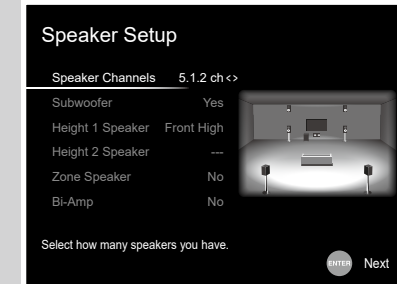 Speaker Setup
Speaker Channels 5.1.2 ch <>
Subwoofer Yes
Height 1 Speaker Front High
Height 2 Speaker ---
Zone Speaker No
Bi-Amp No
Select how many speakers you have.
ENTER Next